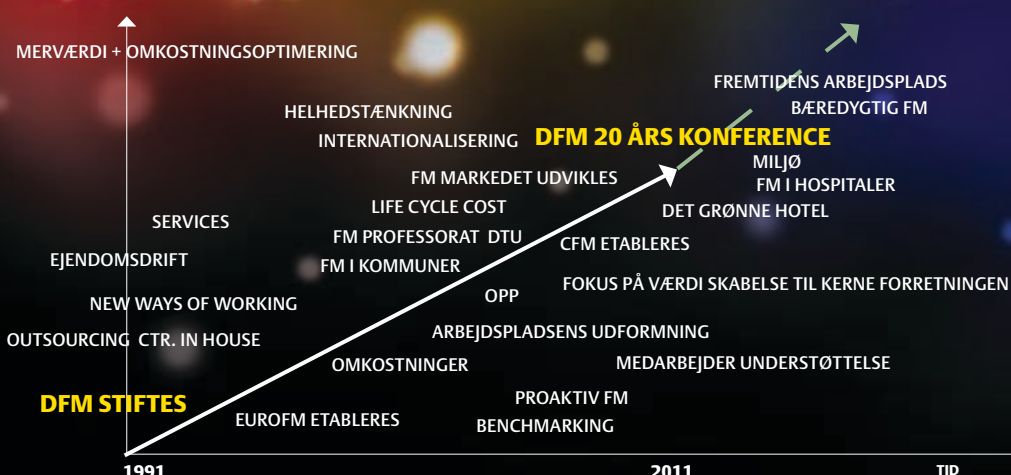 MERVÆRDI + OMKOSTNINGSOPTIMERING
FREMTIDENS ARBEJDSPLADS
BÆREDYGTIG FM
HELHEDSTÆNKNING
INTERNATIONALISERING
DFM 20 ÅRS KONFERENCE
MILJØ
FM MARKEDET UDVIKLES
FM I HOSPITALER
LIFE CYCLE COST
DET GRØNNE HOTEL
SERVICES
FM PROFESSORAT DTU
CFM ETABLERES
EJENDOMSDRIFT
FM I KOMMUNER
FOKUS PÅ VÆRDI SKABELSE TIL KERNE FORRETNINGEN
OPP
NEW WAYS OF WORKING
ARBEJDSPLADSENS UDFORMNING
OUTSOURCING CTR. IN HOUSE
OMKOSTNINGER
MEDARBEJDER UNDERSTØTTELSE
DFM STIFTES
PROAKTIV FM
EUROFM ETABLERES
BENCHMARKING
1991
2011